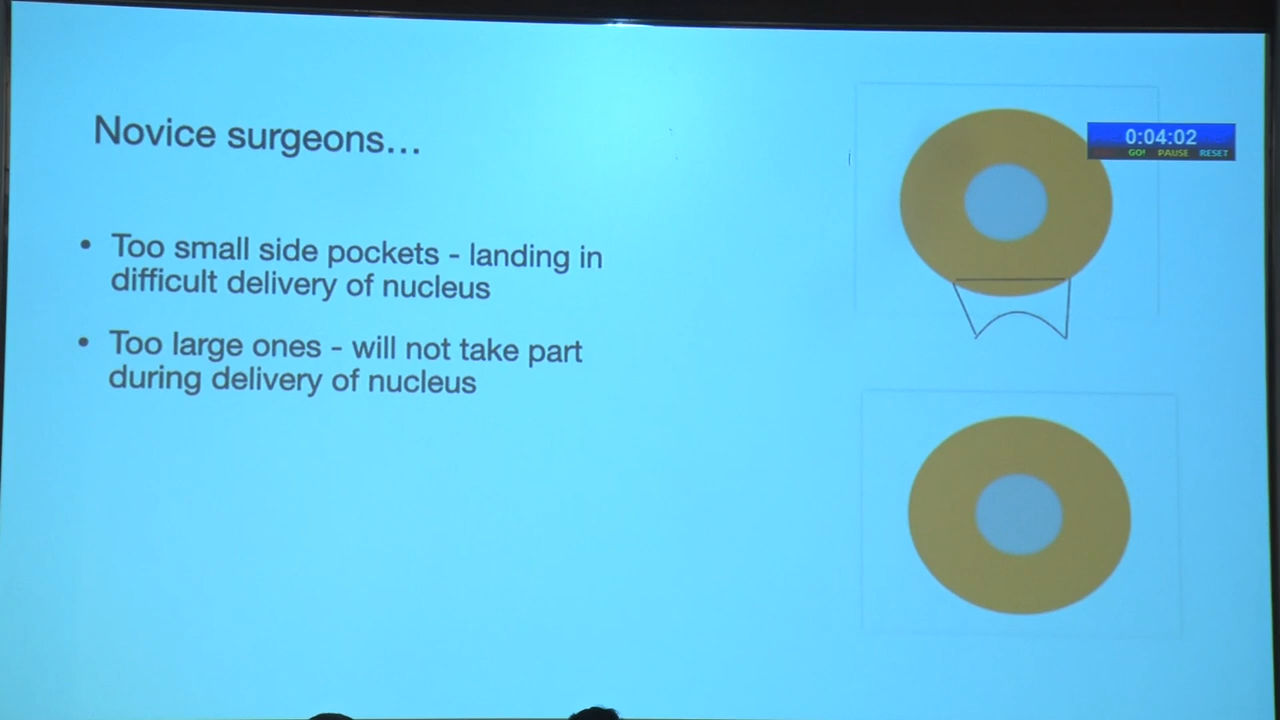 Novice surgeons...
• Too small side pockets - landing in
difficult delivery of nucleus
• Too large ones - will not take part
during delivery of nucleus
0:04:02
GO! PAUSE RESET